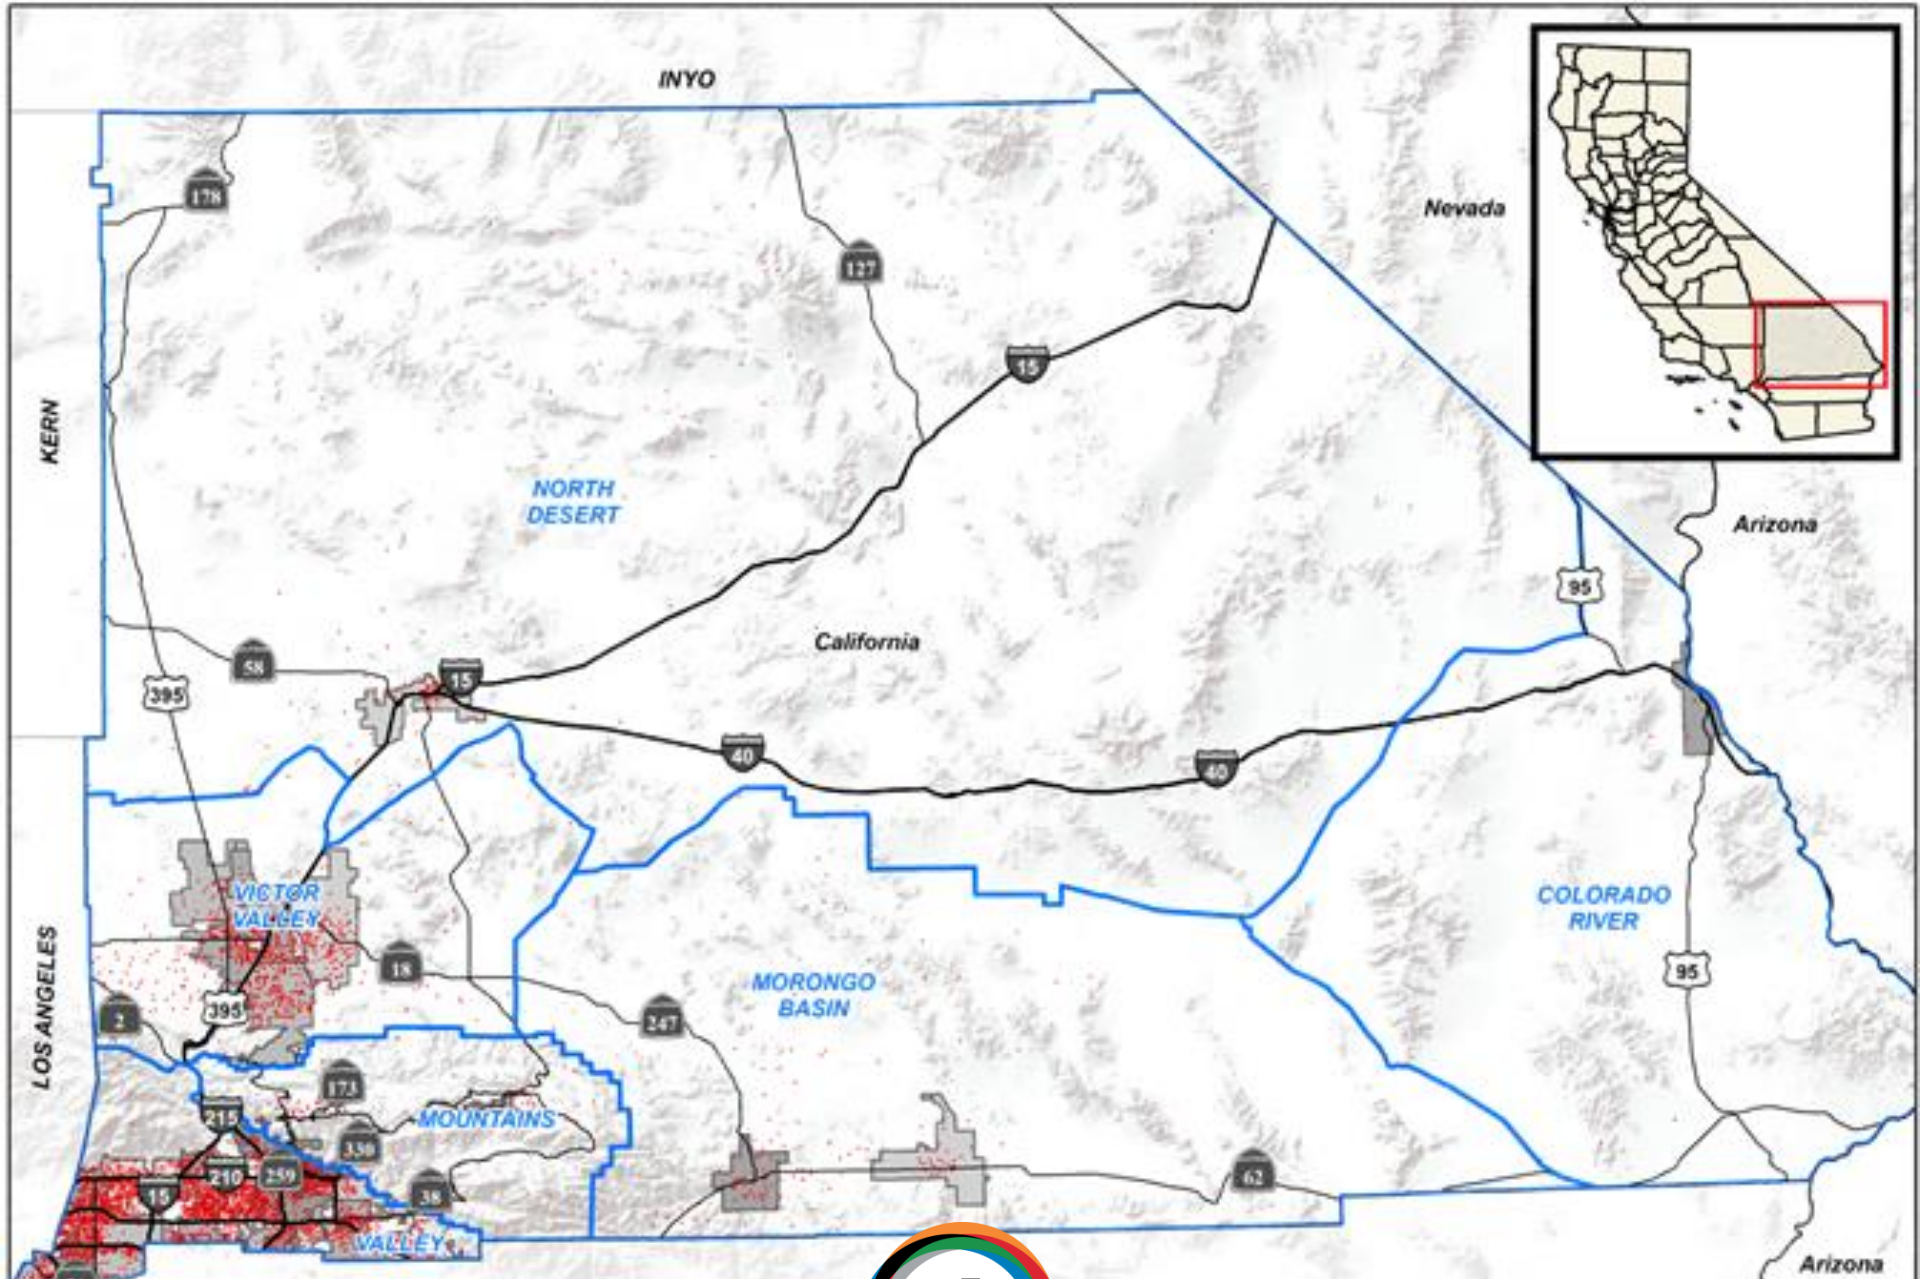 INYO
178
Nevada
127
15
KERN
NORTH
DESERT
Arizona
95
California
58
15
395
40
40
VICTOR
VALLEY
COLORADO
RIVER
LOS ANGELES
18
MORONGO
BASIN
95
2
395
247
173
215
MOUNTAINS
330
210
259
62
15
38
VALLEY
Arizona